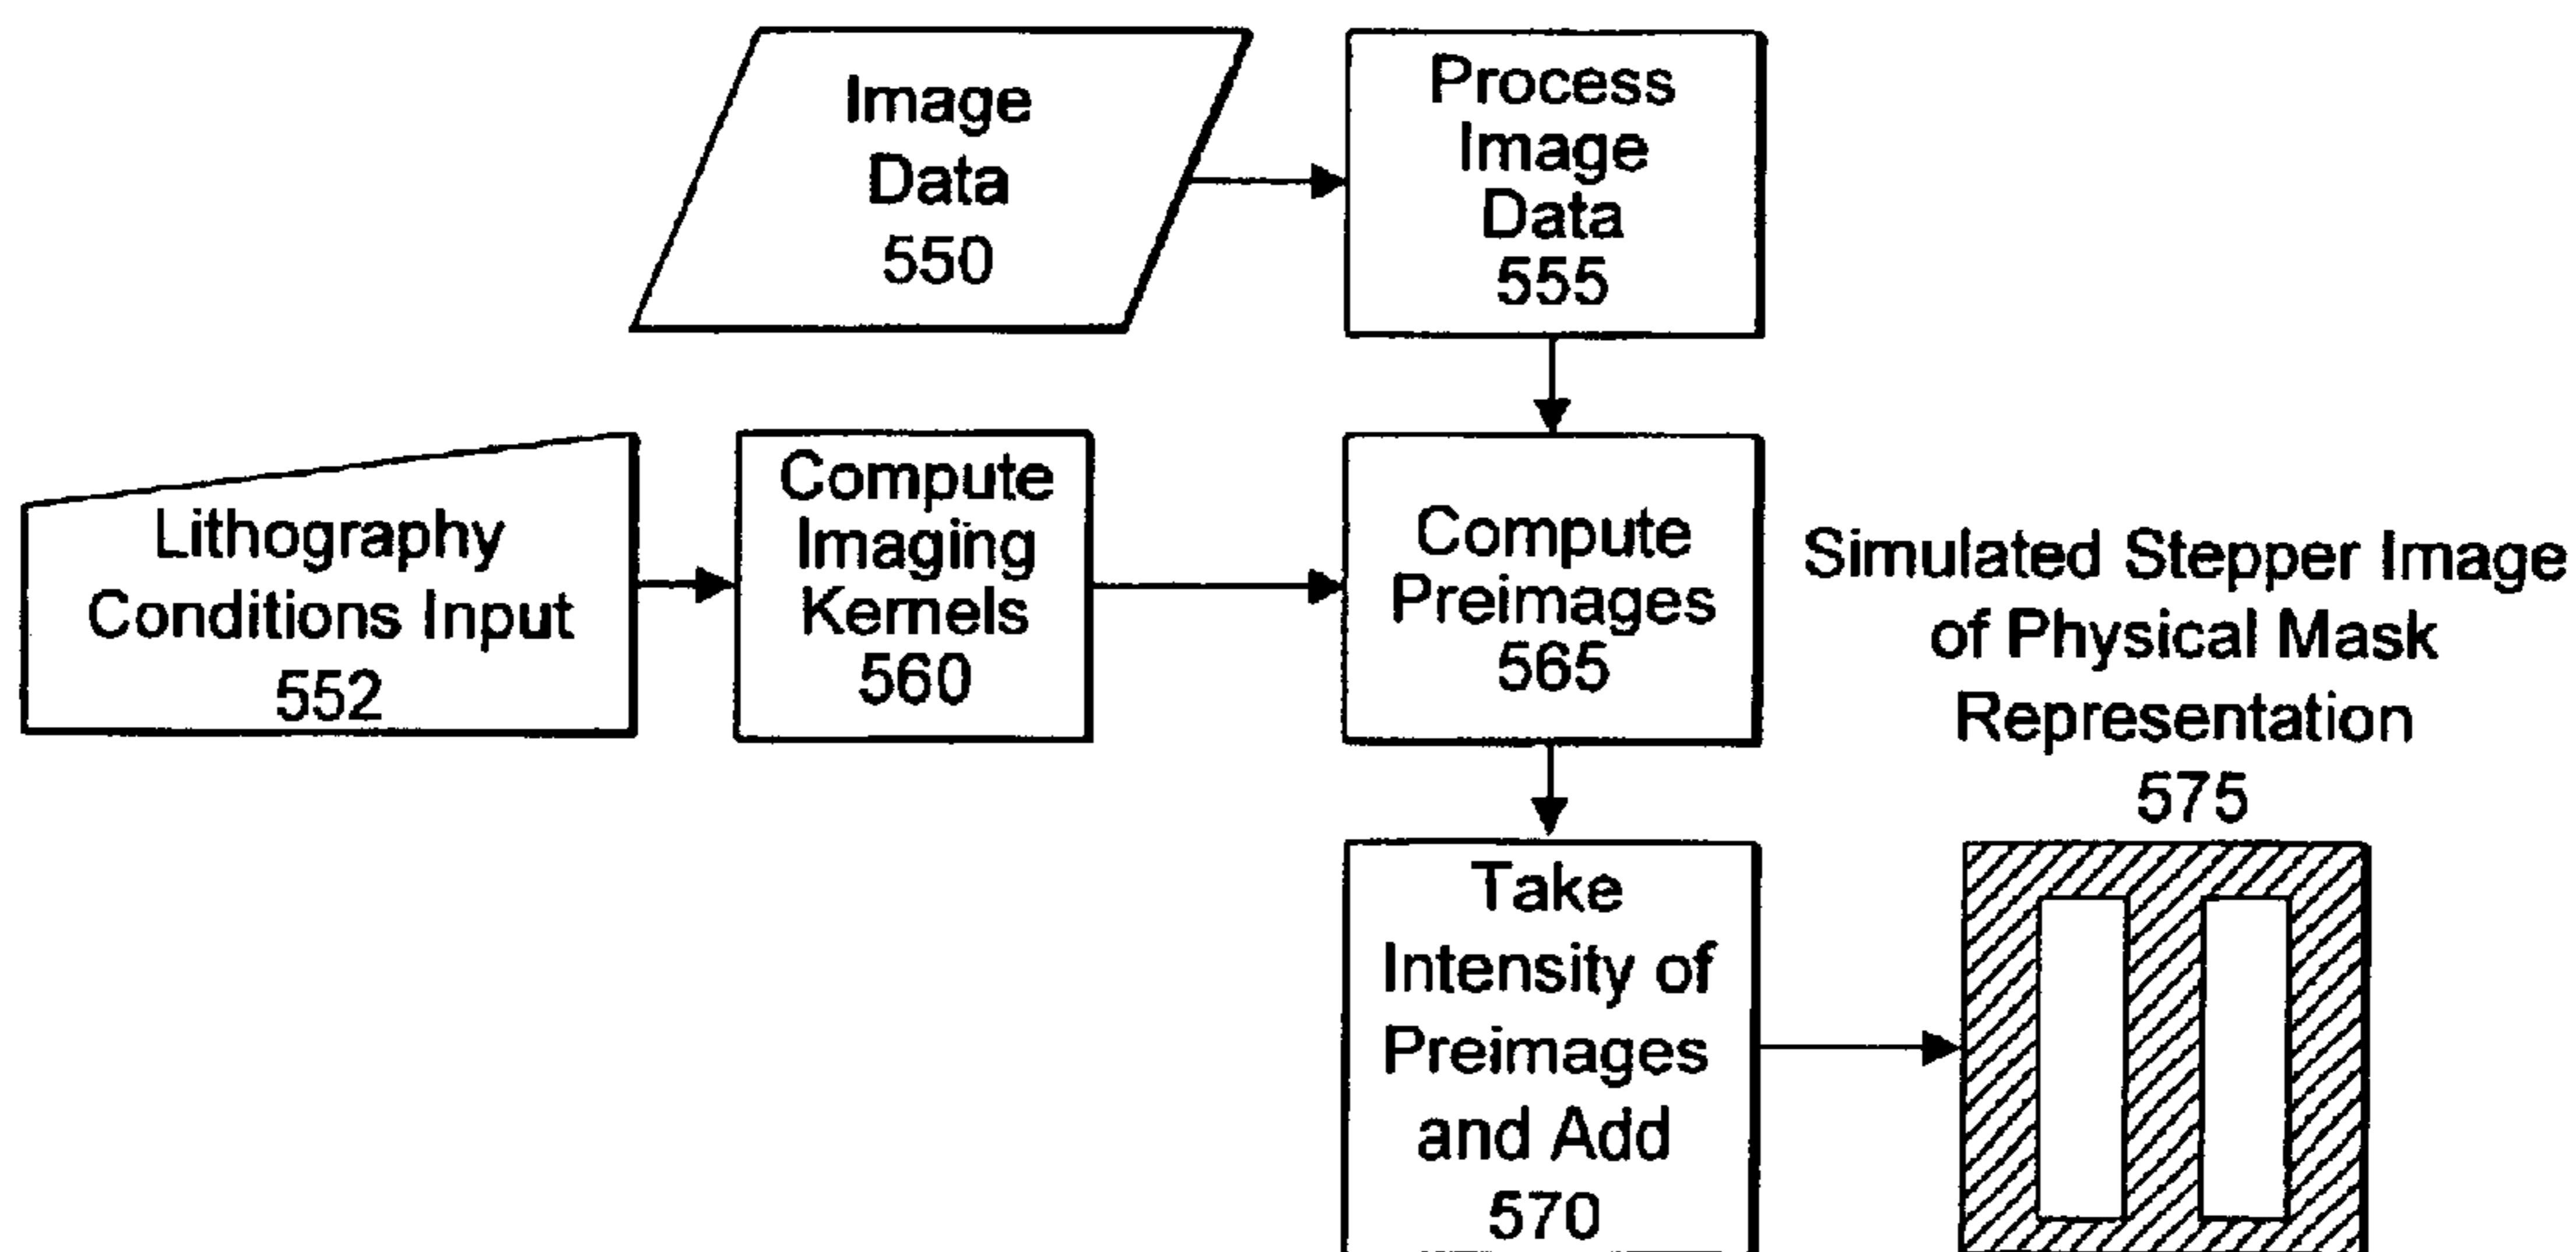 Image
Data
550
Process
Image
Data
555
Lithography
Conditions Input
552
Compute
Imaging
Kernels
560
Compute
Preimages
565
Simulated Stepper Image
of Physical Mask
Representation
575
Take
Intensity of
Preimages
and Add
570